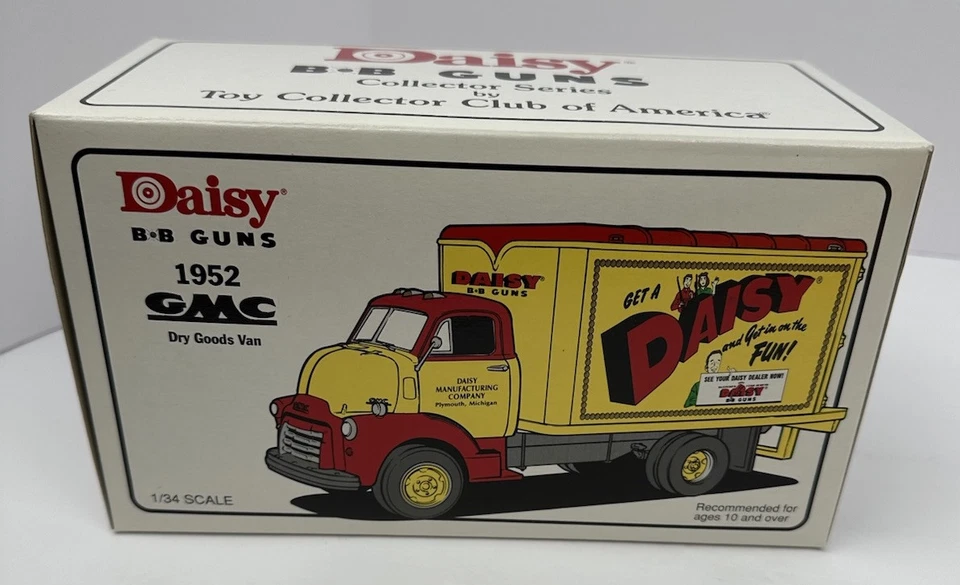 Daisy®
B•B GUNS
Collector Series
by
Toy Collector Club of America®
Daisy®
B•B GUNS
1952
GMC
Dry Goods Van
1/34 SCALE
DAISY
B•B GUNS
GET A
DAISY®
and Get in on the
FUN!
SEE YOUR DAISY DEALER NOW!
DAISY
B•B GUNS
DAISY
MANUFACTURING
COMPANY
Plymouth, Michigan
GMC
Recommended for
ages 10 and over